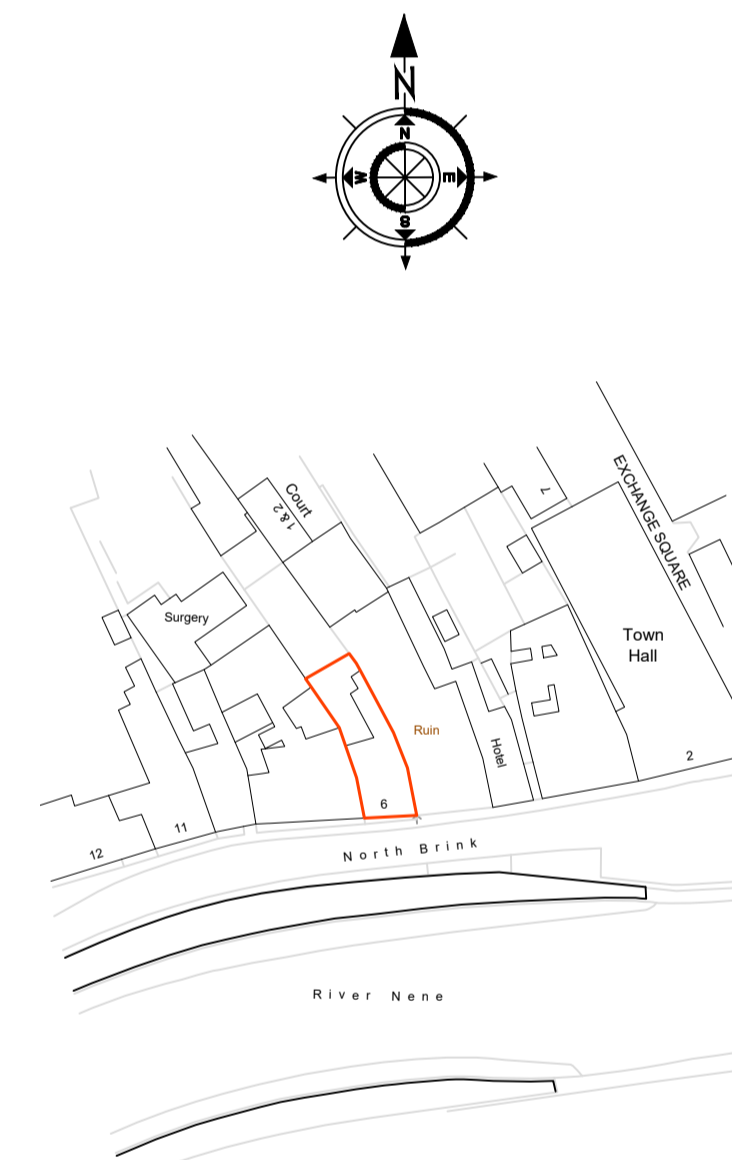 N
N
W
E
S
EXCHANGE SQUARE
Court
1 & 2
7
Surgery
Town
Hall
Ruin
Hotel
2
6
11
12
North Brink
River Nene